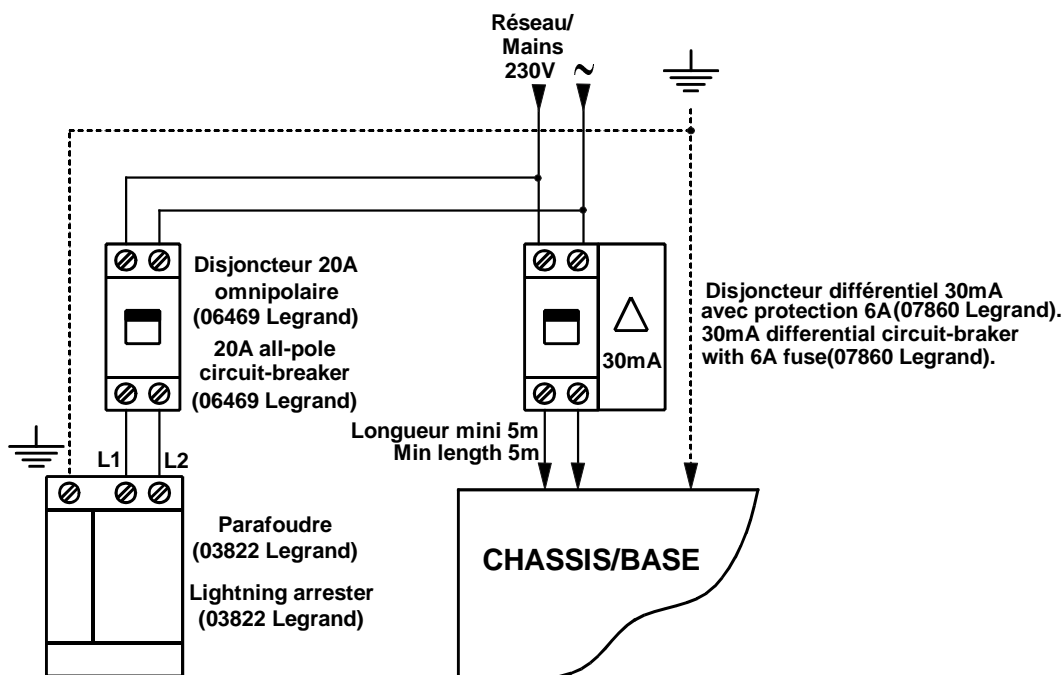 Réseau/
Mains
230V ~
Disjoncteur 20A
omnipolaire
(06469 Legrand)
20A all-pole
circuit-breaker
(06469 Legrand)
30mA
Disjoncteur différentiel 30mA
avec protection 6A(07860 Legrand).
30mA differential circuit-braker
with 6A fuse(07860 Legrand).
Longueur mini 5m
Min length 5m
L1 L2
Parafoudre
(03822 Legrand)
Lightning arrester
(03822 Legrand)
CHASSIS/BASE